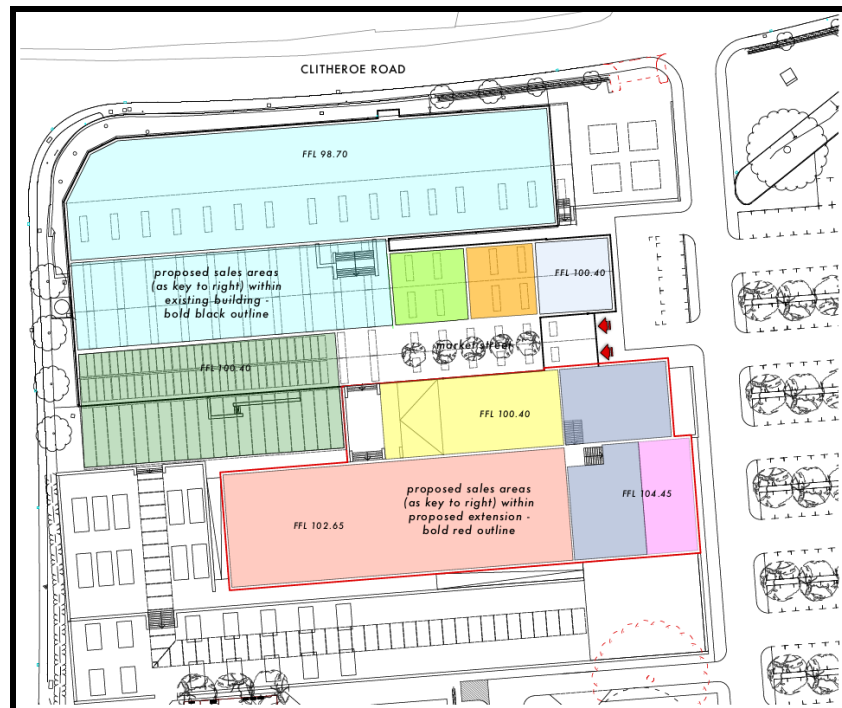 CLITHEROE ROAD
FFL 98.70
proposed sales areas
(as key to right) within
existing building -
bold black outline
FFL 100.40
market street
FFL 100.40
FFL 100.40
proposed sales areas
(as key to right) within
proposed extension -
bold red outline
FFL 104.45
FFL 102.65